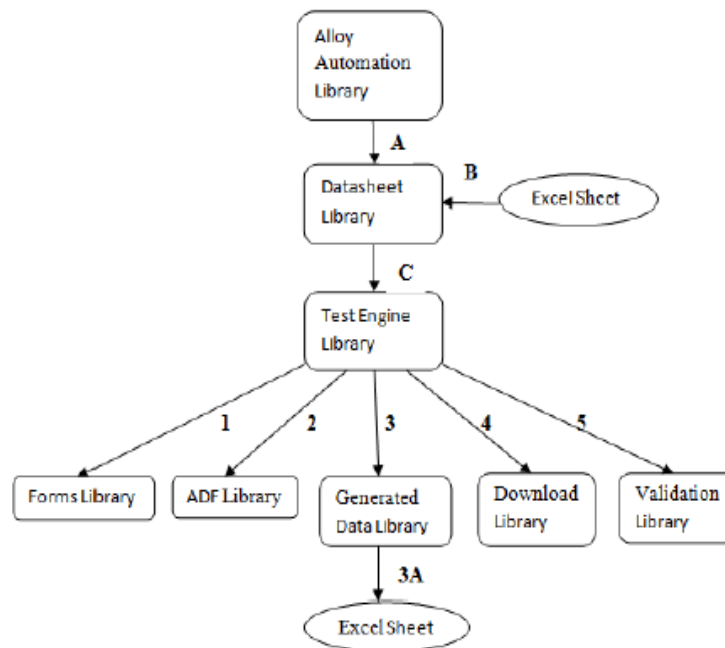 Alloy
Automation
Library
A
B
Datasheet
Library
Excel Sheet
C
Test Engine
Library
1
2
3
4
5
Forms Library
ADF Library
Generated
Data Library
Download
Library
Validation
Library
3A
Excel Sheet